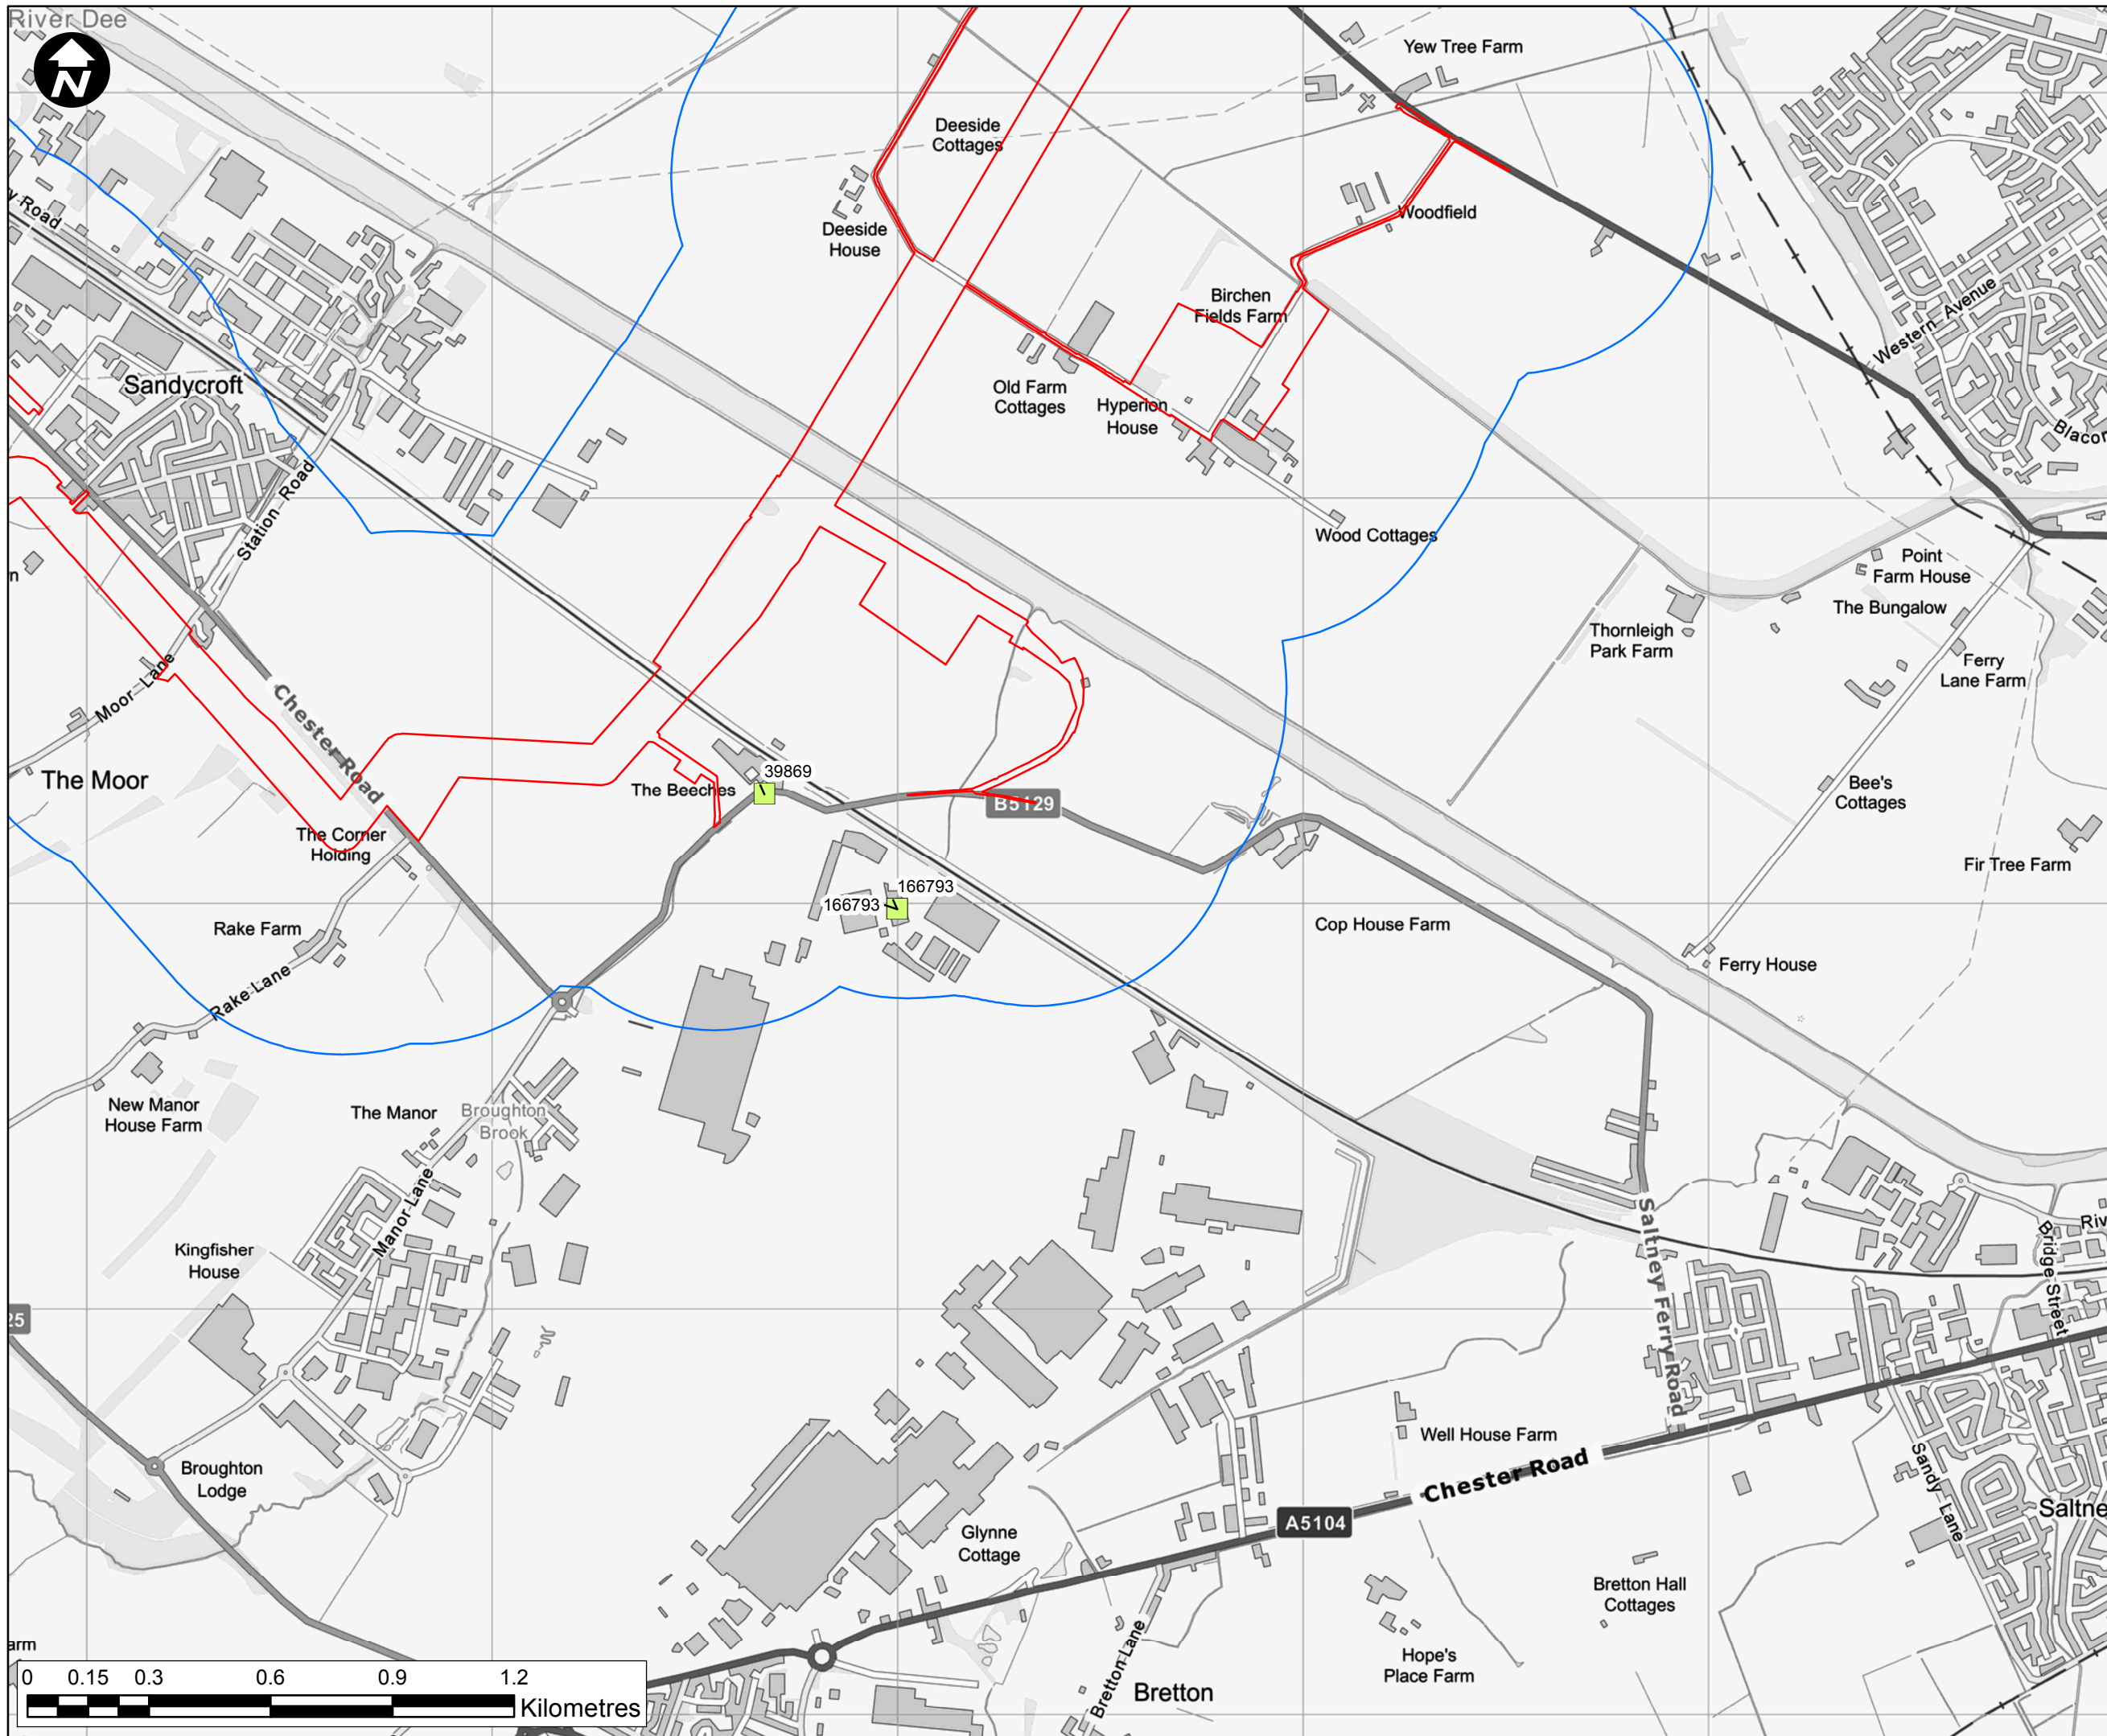 River Dee
N
Yew Tree Farm
Deeside
Cottages
Woodfield
Deeside
House
ry Road
Birchen
Fields Farm
Western Avenue
Sandycroft
Old Farm
Cottages
Hyperion
House
Blacon
Station Road
Wood Cottages
Point
Farm House
n
The Bungalow
Thornleigh
Park Farm
Ferry
Lane Farm
Moor Lane
Chester Road
The Moor
39869
The Beeches
B5129
Bee's
Cottages
The Corner
Holding
Fir Tree Farm
166793
166793
Rake Farm
Cop House Farm
Ferry House
Rake Lane
New Manor
House Farm
The Manor
Broughton
Brook
Manor Lane
Kingfisher
House
Saltney Ferry Road
Riv
Bridge Street
25
Well House Farm
Chester Road
Broughton
Lodge
A5104
Sandy Lane
Saltne
Glynne
Cottage
Bretton Hall
Cottages
Bretton Lane
Hope's
Place Farm
Bretton
arm
0 0.15 0.3 0.6 0.9 1.2
Kilometres